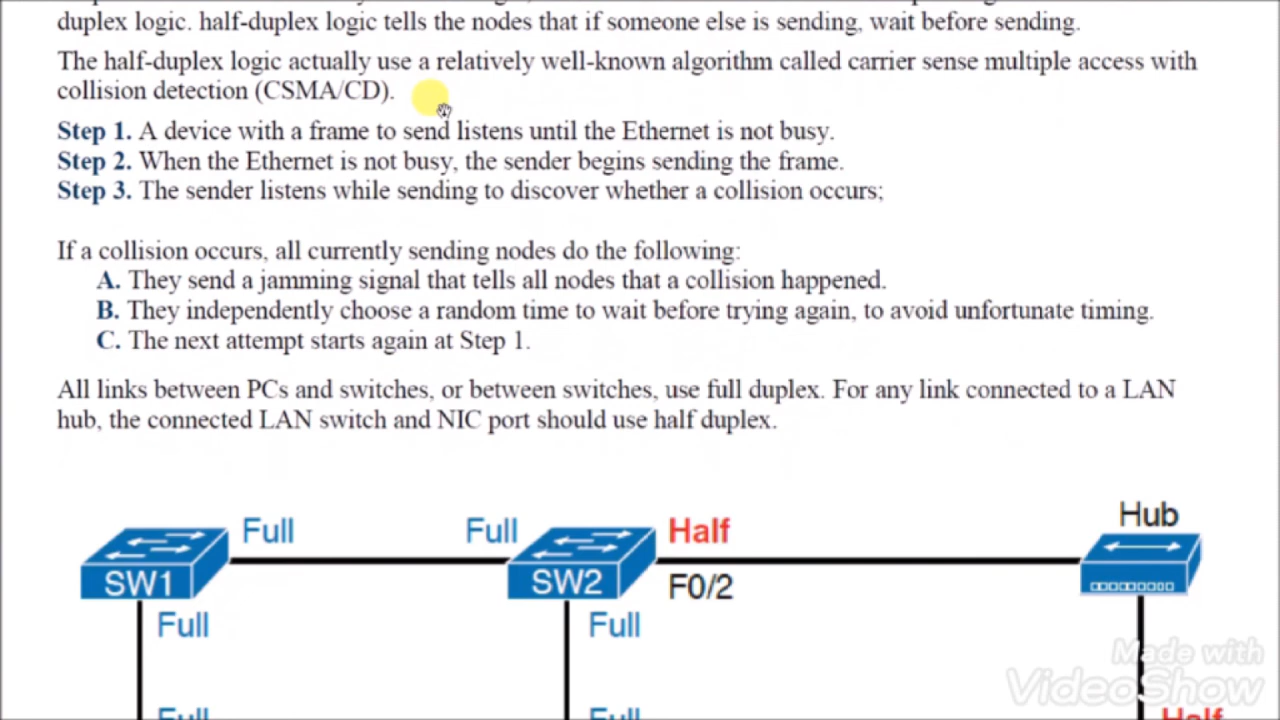 duplex logic. half-duplex logic tells the nodes that if someone else is sending, wait before sending.
The half-duplex logic actually use a relatively well-known algorithm called carrier sense multiple access with
collision detection (CSMA/CD).
Step 1. A device with a frame to send listens until the Ethernet is not busy.
Step 2. When the Ethernet is not busy, the sender begins sending the frame.
Step 3. The sender listens while sending to discover whether a collision occurs;
If a collision occurs, all currently sending nodes do the following:
A. They send a jamming signal that tells all nodes that a collision happened.
B. They independently choose a random time to wait before trying again, to avoid unfortunate timing.
C. The next attempt starts again at Step 1.
All links between PCs and switches, or between switches, use full duplex. For any link connected to a LAN
hub, the connected LAN switch and NIC port should use half duplex.
Hub
Full Full Half
SW1 SW2 F0/2
Full Full
Made with
VideoShow
Full Full Half